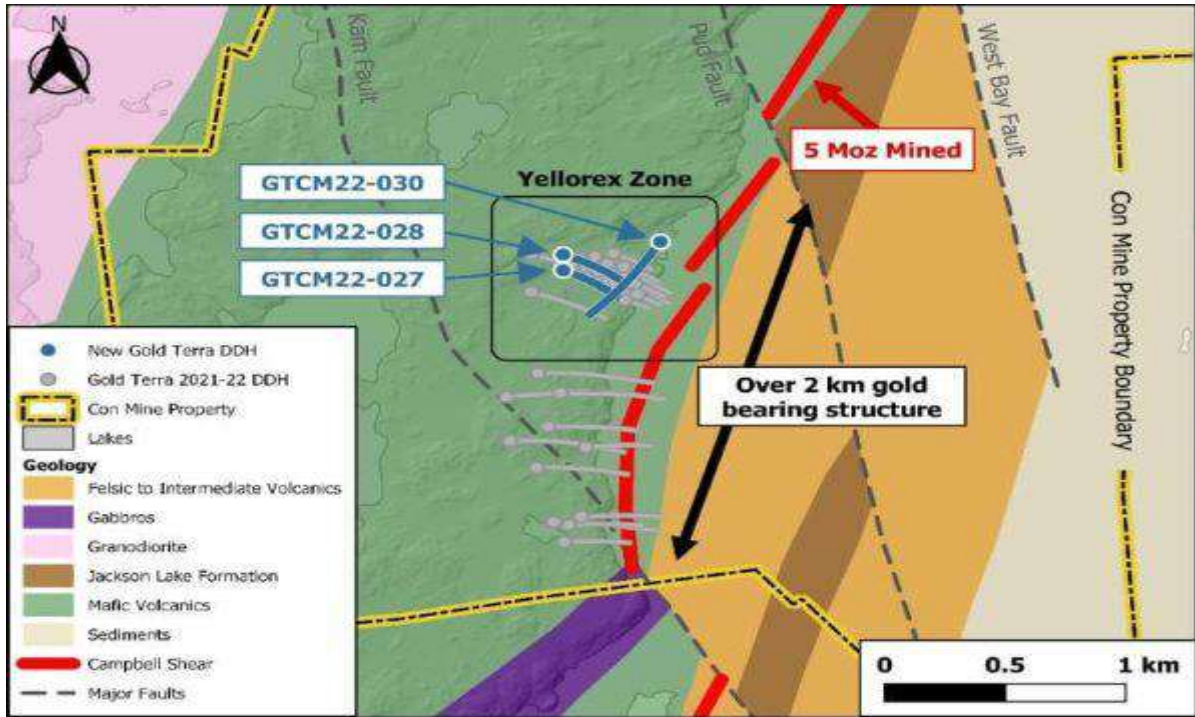 N
Kam Fault
Pud Fault
West Bay Fault
5 Moz Mined
Yellorex Zone
GTCM22-030
GTCM22-028
GTCM22-027
Con Mine Property Boundary
Over 2 km gold
bearing structure
New Gold Terra DDH
Gold Terra 2021-22 DDH
Con Mine Property
Lakes
Geology
Felsic to Intermediate Volcanics
Gabbros
Granodiorite
Jackson Lake Formation
Mafic Volcanics
Sediments
Campbell Shear
Major Faults
0 0.5 1 km